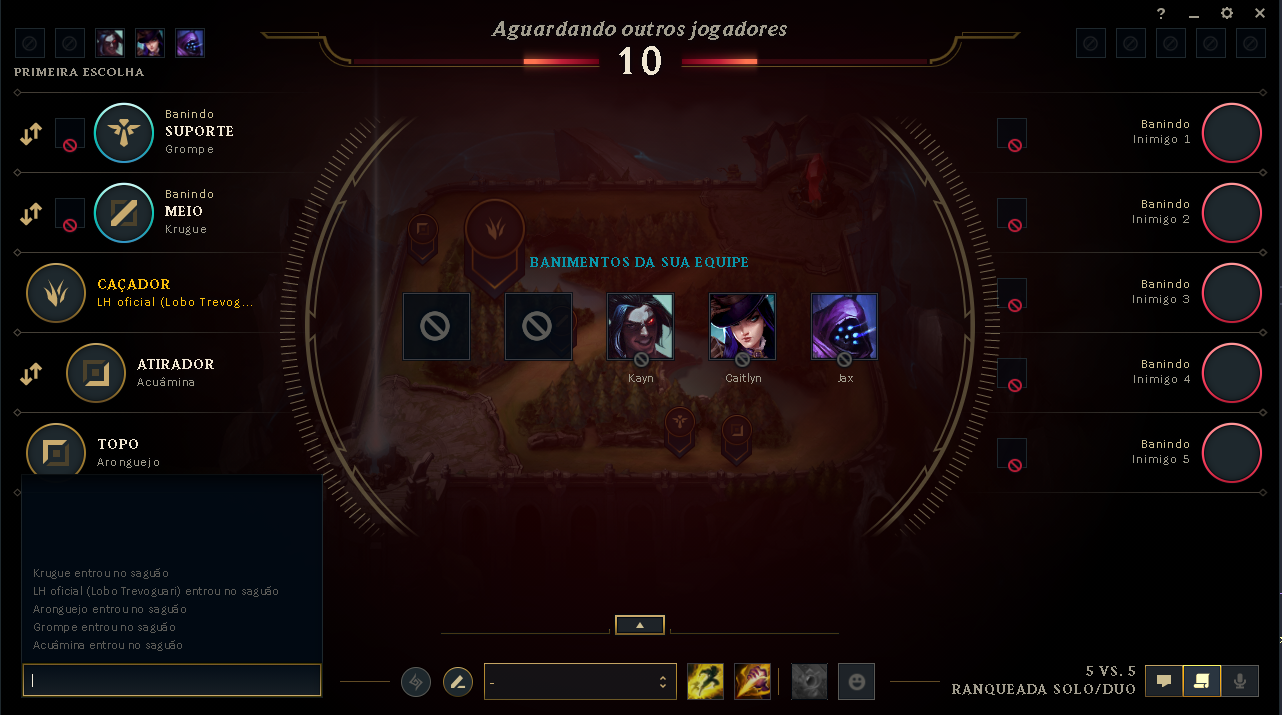 ?
Aguardando outros jogadores
10
PRIMEIRA ESCOLHA
Banindo
SUPORTE
Grompe
Banindo
MEIO
Krugue
CAÇADOR
LH oficial (Lobo Trevog...
ATIRADOR
Acuâmina
TOPO
Aronguejo
BANIMENTOS DA SUA EQUIPE
Kayn
Caitlyn
Jax
Banindo
Inimigo 1
Banindo
Inimigo 2
Banindo
Inimigo 3
Banindo
Inimigo 4
Banindo
Inimigo 5
Krugue entrou no saguão
LH oficial (Lobo Trevoguari) entrou no saguão
Aronguejo entrou no saguão
Grompe entrou no saguão
Acuâmina entrou no saguão
-
5 VS. 5
RANQUEADA SOLO/DUO